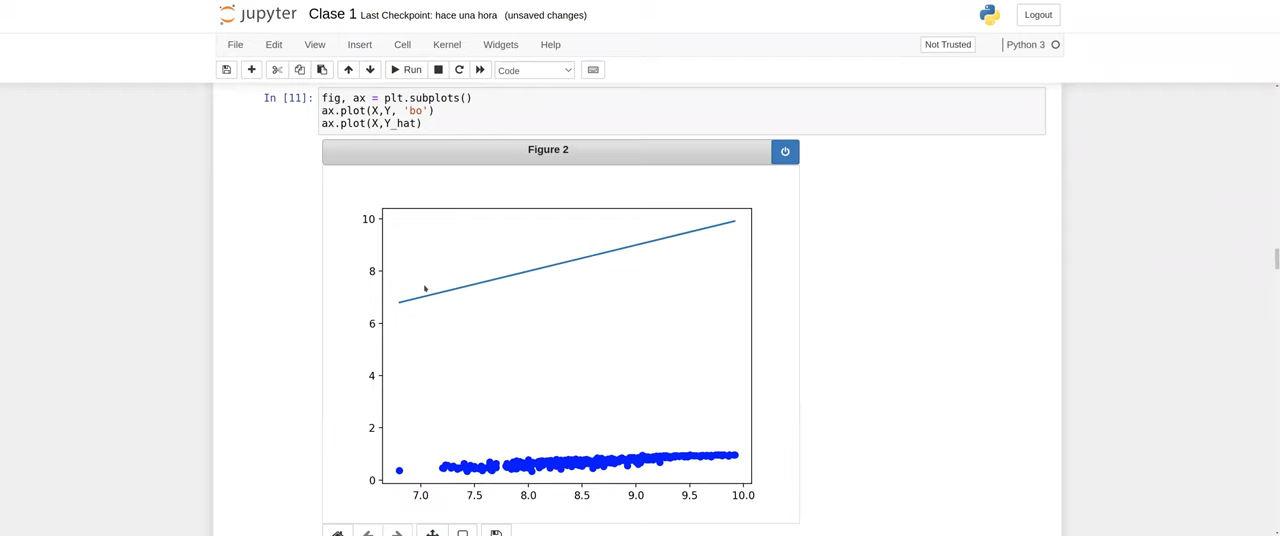 jupyter Clase 1 Last Checkpoint: hace una hora (unsaved changes) Logout
File Edit View Insert Cell Kernel Widgets Help Not Trusted Python 3
Run Code
In [11]: fig, ax = plt.subplots()
ax.plot(X,Y, 'bo')
ax.plot(X,Y_hat)
Figure 2
10
8
6
4
2
0
7.0 7.5 8.0 8.5 9.0 9.5 10.0